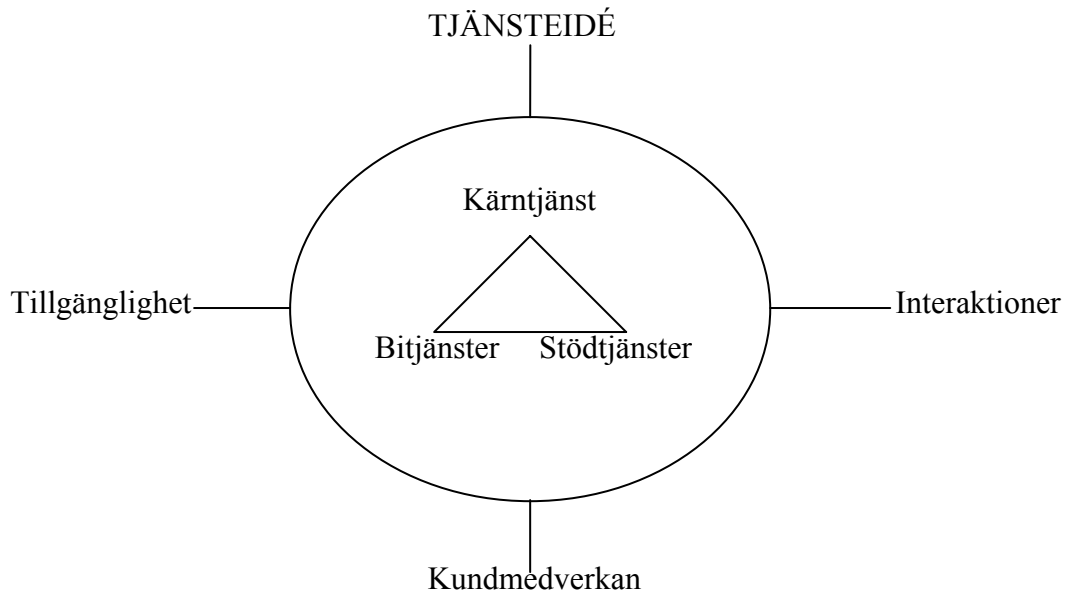 TJÄNSTEIDÉ
Kärntjänst
Tillgänglighet
Interaktioner
Bitjänster
Stödtjänster
Kundmedverkan